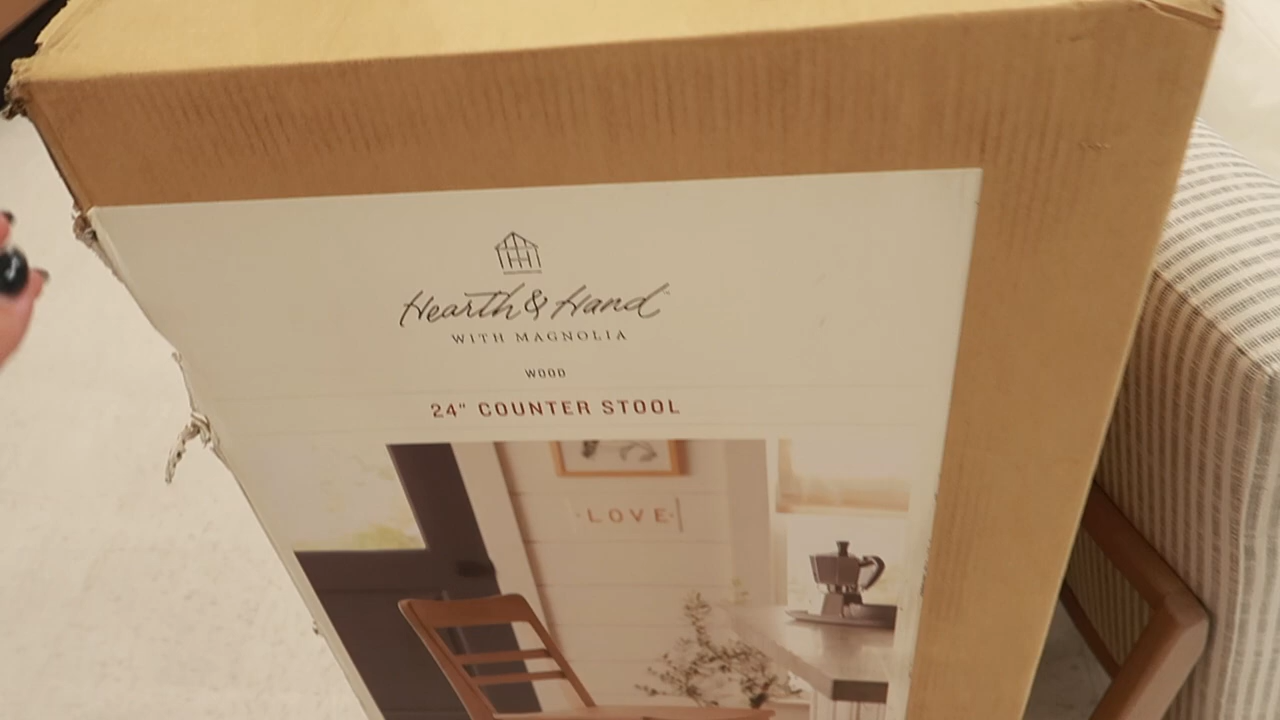 Hearth & Hand
WITH MAGNOLIA
WOOD
24" COUNTER STOOL
LOVE